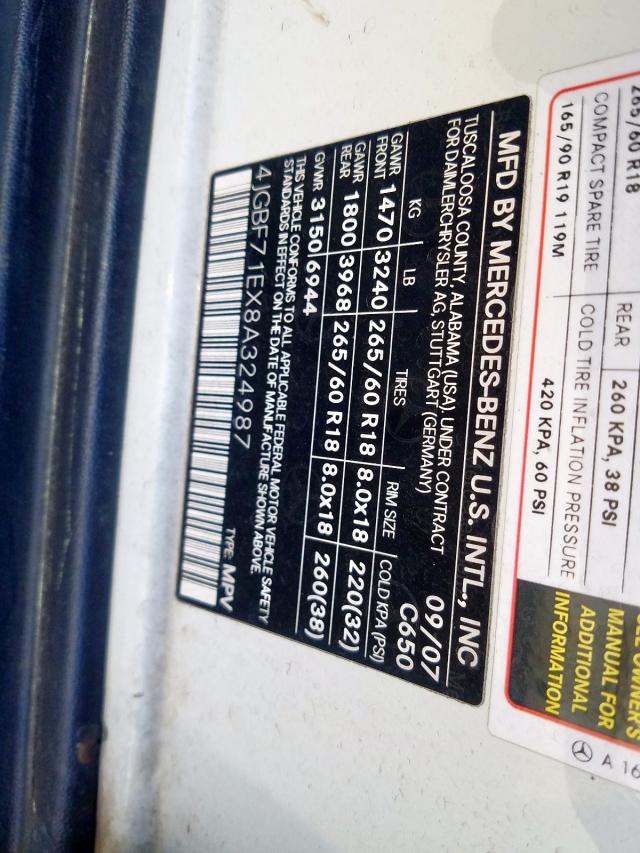 MFD BY MERCEDES-BENZ U.S. INTL., INC
TUSCALOOSA COUNTY, ALABAMA (USA), UNDER CONTRACT 09/07
FOR DAIMLERCHRYSLER AG, STUTTGART (GERMANY) C650
KG LB TIRES RIM SIZE COLD KPA (PSI)
GAWR FRONT 1470 3240 265/60 R18 8.0x18 220(32)
GAWR REAR 1800 3968 265/60 R18 8.0x18 260(38)
GVWR 3150 6944
THIS VEHICLE CONFORMS TO ALL APPLICABLE FEDERAL MOTOR VEHICLE SAFETY
STANDARDS IN EFFECT ON THE DATE OF MANUFACTURE SHOWN ABOVE.
4JGBF71EX8A324987 TYPE: MPV
265/60 R18 REAR 260 KPA, 38 PSI
COMPACT SPARE TIRE COLD TIRE INFLATION PRESSURE
165/90 R19 119M 420 KPA, 60 PSI
OWNER'S
MANUAL FOR
ADDITIONAL
INFORMATION
A 16